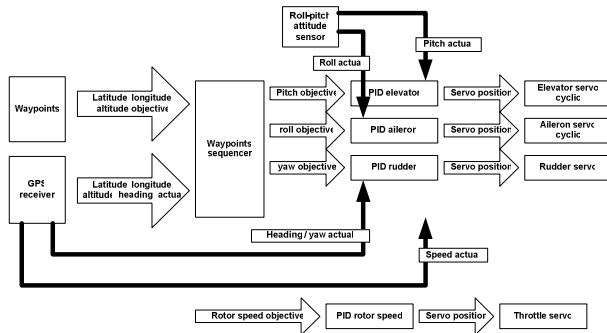 Roll-pitch
attitude
sensor
Pitch actua
Roll actua
Waypoints
Latitude longitude
altitude objective
Waypoints
sequencer
Pitch objective
PID elevator
Servo position
Elevator servo
cyclic
roll objective
PID aileror
Servo position
Aileron servo
cyclic
GPS
receiver
Latitude longitude
altitude heading actua
yaw objective
PID rudder
Servo position
Rudder servo
Heading / yaw actual
Speed actua
Rotor speed objective
PID rotor speed
Servo position
Throttle servo